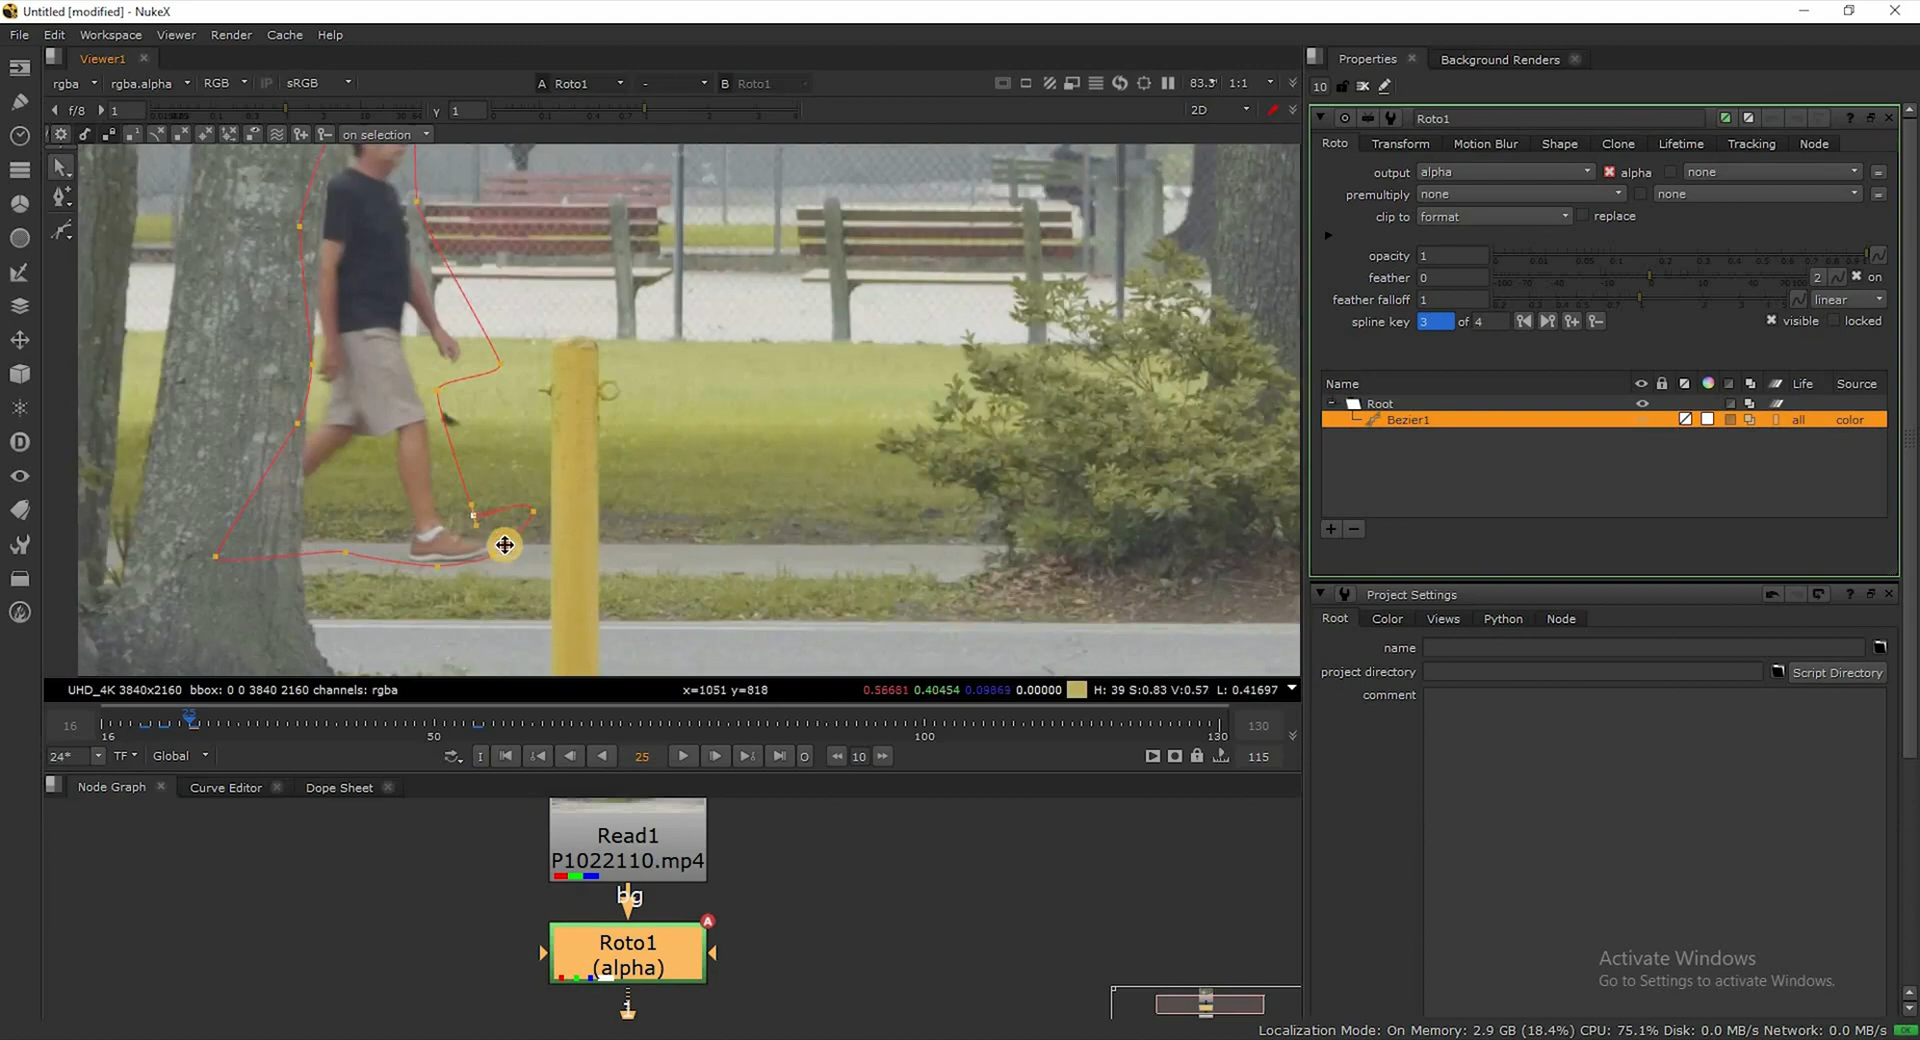 Untitled [modified] - NukeX
File Edit Workspace Viewer Render Cache Help
Viewer1
rgba rgba.alpha RGB IP sRGB A Roto1 - B Roto1 83.3 1:1
f/8 1 y 1 2D
on selection
UHD_4K 3840x2160 bbox: 0 0 3840 2160 channels: rgba x=1051 y=818 0.56681 0.40454 0.09869 0.00000 H: 39 S:0.83 V:0.57 L: 0.41697
16 25 130
16 50 100 130
24* TF Global I 25 O 10 115
Node Graph Curve Editor Dope Sheet
Read1
P1022110.mp4
bg
A
Roto1
(alpha)
Properties Background Renders
10
Roto1
Roto Transform Motion Blur Shape Clone Lifetime Tracking Node
output alpha alpha none =
premultiply none none =
clip to format replace
opacity 1
feather 0 2 on
feather falloff 1 linear
spline key 3 of 4 visible locked
Name Life Source
Root
Bezier1 all color
Project Settings
Root Color Views Python Node
name
project directory Script Directory
comment
Activate Windows
Go to Settings to activate Windows.
Localization Mode: On Memory: 2.9 GB (18.4%) CPU: 75.1% Disk: 0.0 MB/s Network: 0.0 MB/s